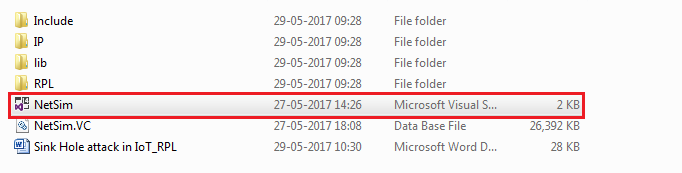 Include 29-05-2017 09:28 File folder
IP 29-05-2017 09:28 File folder
lib 29-05-2017 09:28 File folder
RPL 29-05-2017 09:28 File folder
NetSim 27-05-2017 14:26 Microsoft Visual S... 2 KB
NetSim.VC 27-05-2017 18:08 Data Base File 26,392 KB
Sink Hole attack in IoT_RPL 29-05-2017 10:30 Microsoft Word D... 28 KB